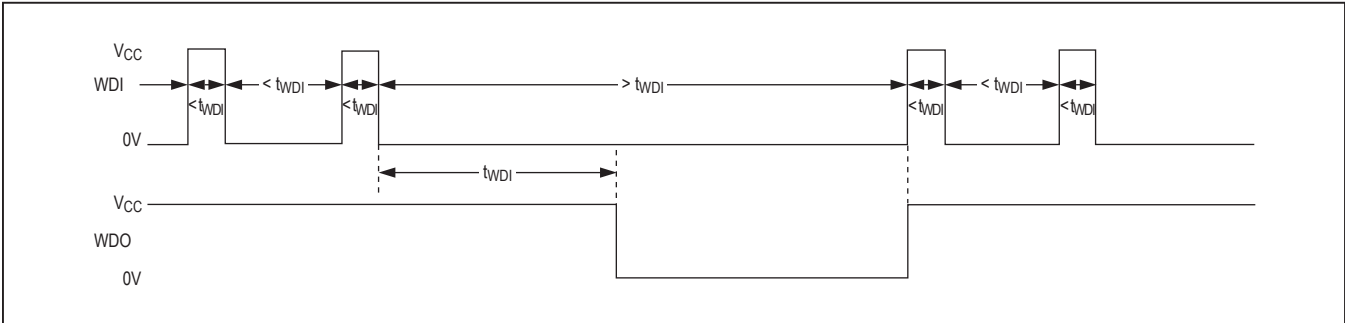 VCC
WDI < tWDI > tWDI < tWDI
< tWDI < tWDI < tWDI < tWDI
0V
tWDI
VCC
WDO
0V